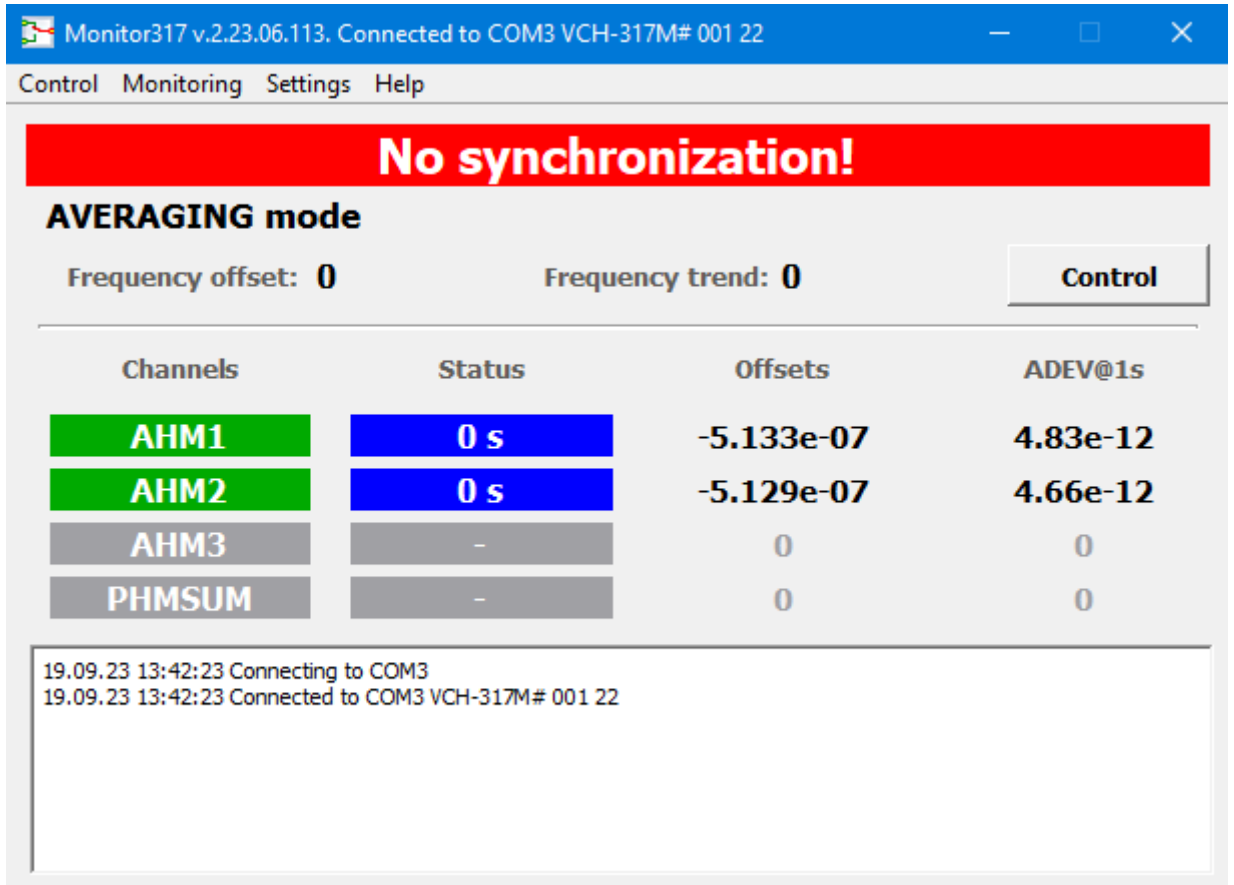 Monitor317 v.2.23.06.113. Connected to COM3 VCH-317M# 001 22
Control Monitoring Settings Help
No synchronization!
AVERAGING mode
Frequency offset: 0 Frequency trend: 0 Control
Channels Status Offsets ADEV@1s
AHM1 0 s -5.133e-07 4.83e-12
AHM2 0 s -5.129e-07 4.66e-12
AHM3 - 0 0
PHMSUM - 0 0
19.09.23 13:42:23 Connecting to COM3
19.09.23 13:42:23 Connected to COM3 VCH-317M# 001 22